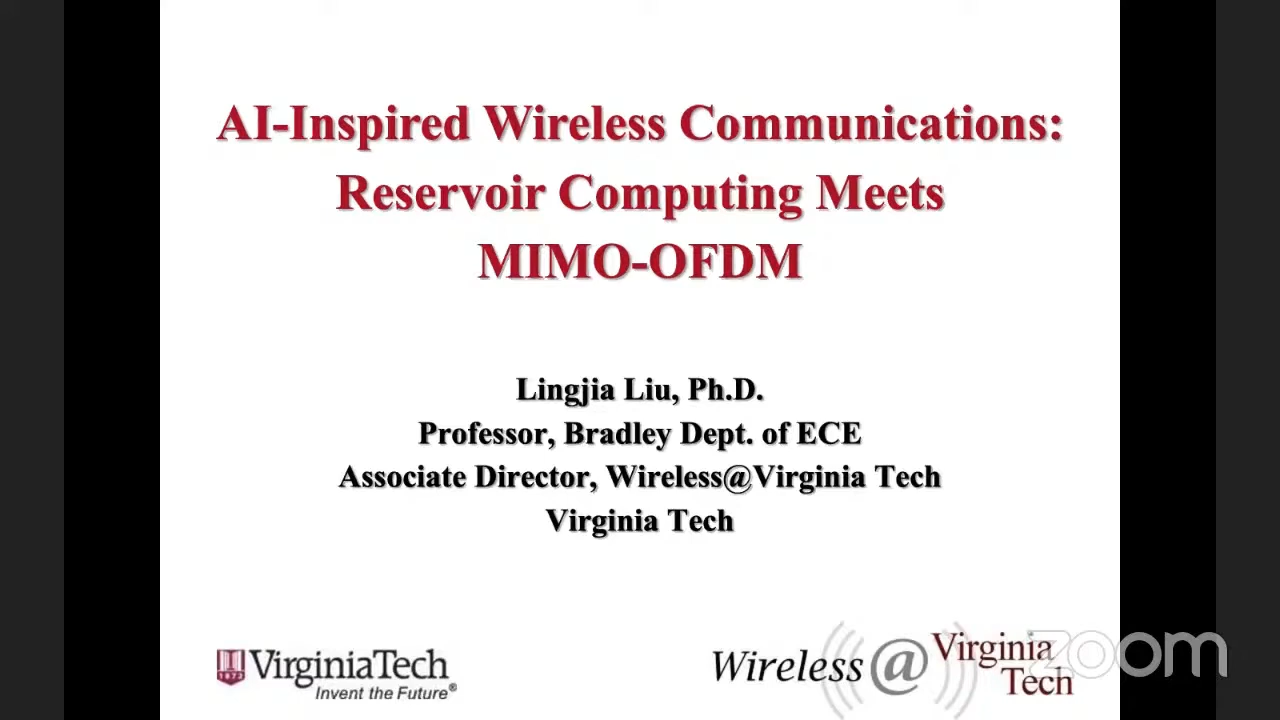 AI-Inspired Wireless Communications:
Reservoir Computing Meets
MIMO-OFDM
Lingjia Liu, Ph.D.
Professor, Bradley Dept. of ECE
Associate Director, Wireless@Virginia Tech
Virginia Tech
1872
VirginiaTech
Invent the Future®
Wireless @ Virginia
Tech
zoom